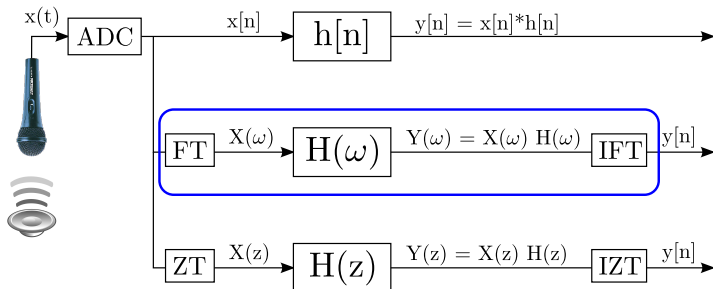 x(t)
ADC
x[n]
h[n]
y[n] = x[n]*h[n]
FT
X(ω)
H(ω)
Y(ω) = X(ω) H(ω)
IFT
y[n]
ZT
X(z)
H(z)
Y(z) = X(z) H(z)
IZT
y[n]